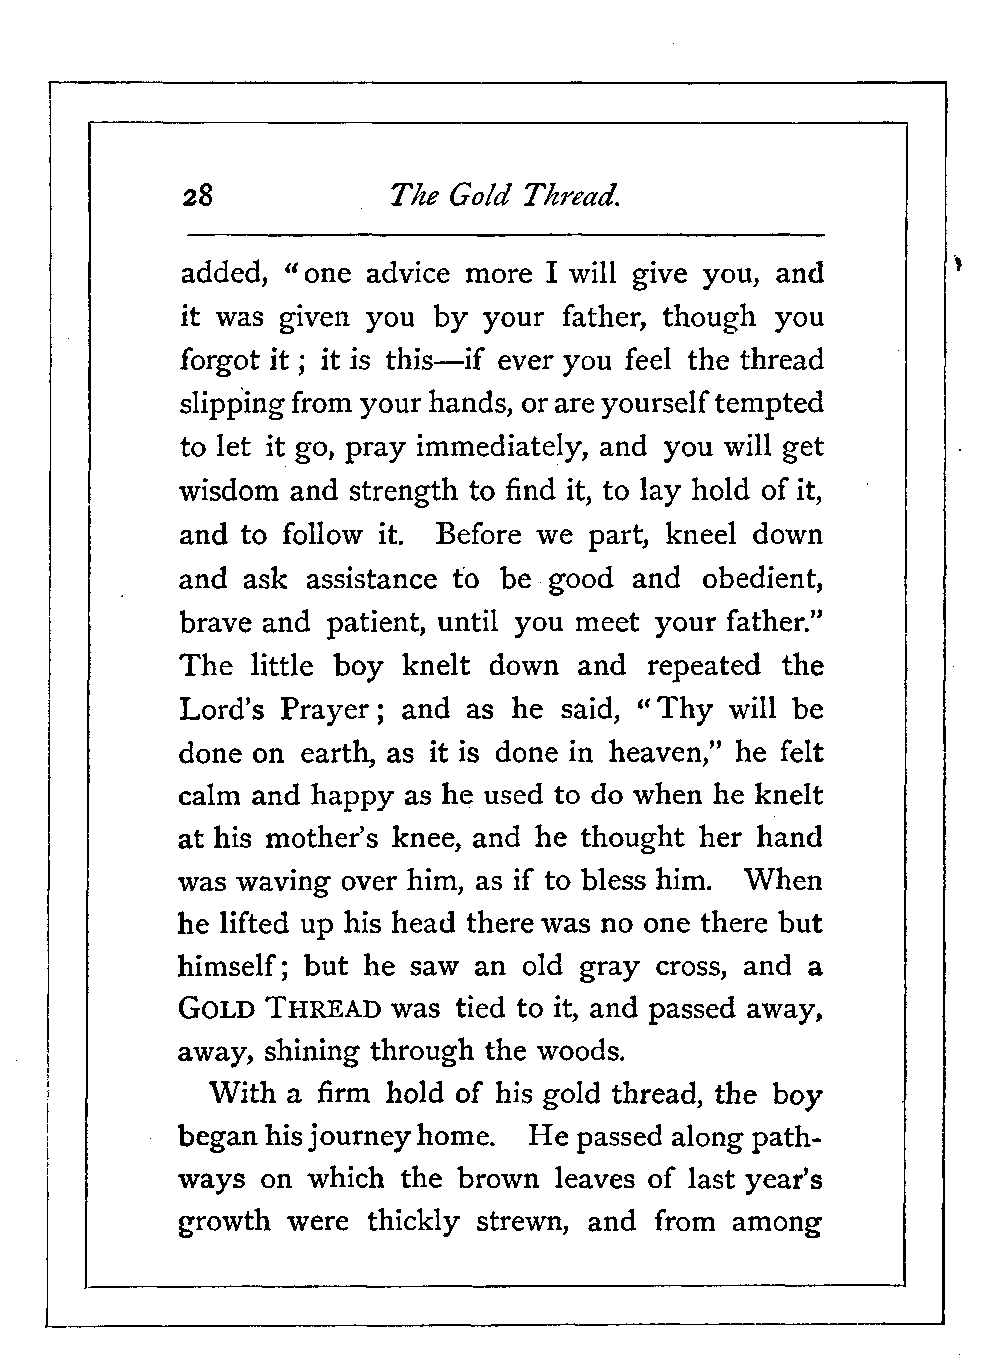 28 The Gold Thread.
added, “one advice more I will give you, and
it was given you by your father, though you
forgot it ; it is this—if ever you feel the thread
slipping from your hands, or are yourself tempted
to let it go, pray immediately, and you will get
wisdom and strength to find it, to lay hold of it,
and to follow it. Before we part, kneel down
and ask assistance to be good and obedient,
brave and patient, until you meet your father.”
The little boy knelt down and repeated the
Lord’s Prayer ; and as he said, “Thy will be
done on earth, as it is done in heaven,” he felt
calm and happy as he used to do when he knelt
at his mother’s knee, and he thought her hand
was waving over him, as if to bless him. When
he lifted up his head there was no one there but
himself ; but he saw an old gray cross, and a
GOLD THREAD was tied to it, and passed away,
away, shining through the woods.
With a firm hold of his gold thread, the boy
began his journey home. He passed along path-
ways on which the brown leaves of last year’s
growth were thickly strewn, and from among